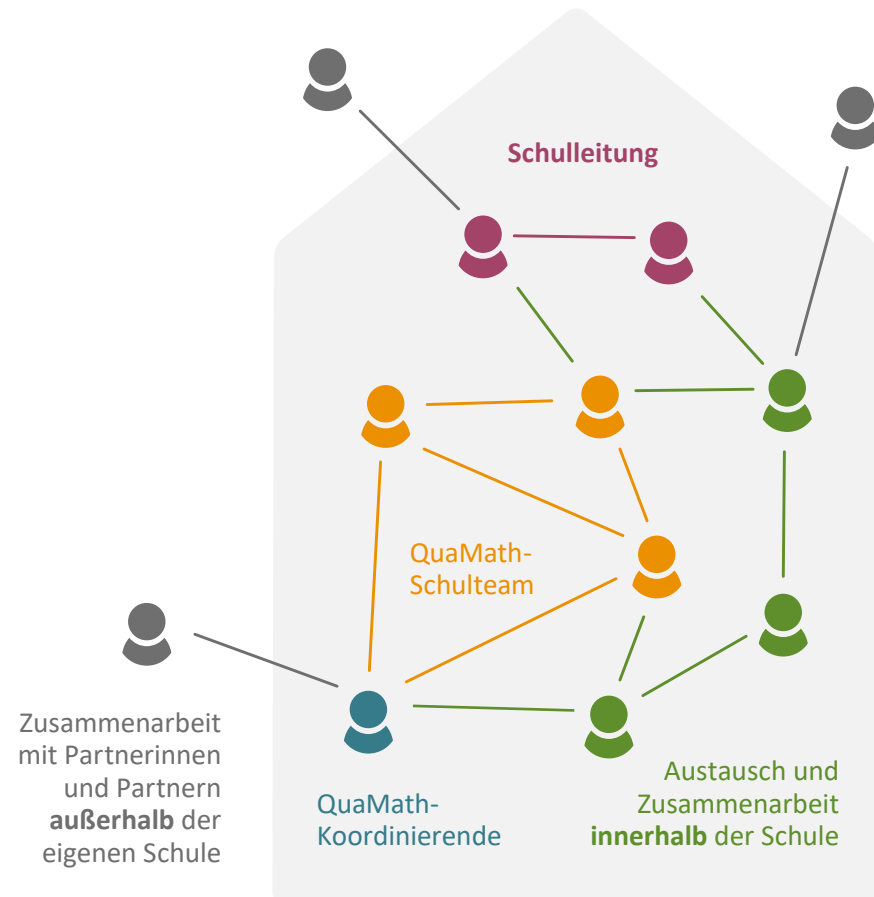 Schulleitung
QuaMath-
Schulteam
Zusammenarbeit
mit Partnerinnen
und Partnern
außerhalb der
eigenen Schule
QuaMath-
Koordinierende
Austausch und
Zusammenarbeit
innerhalb der Schule